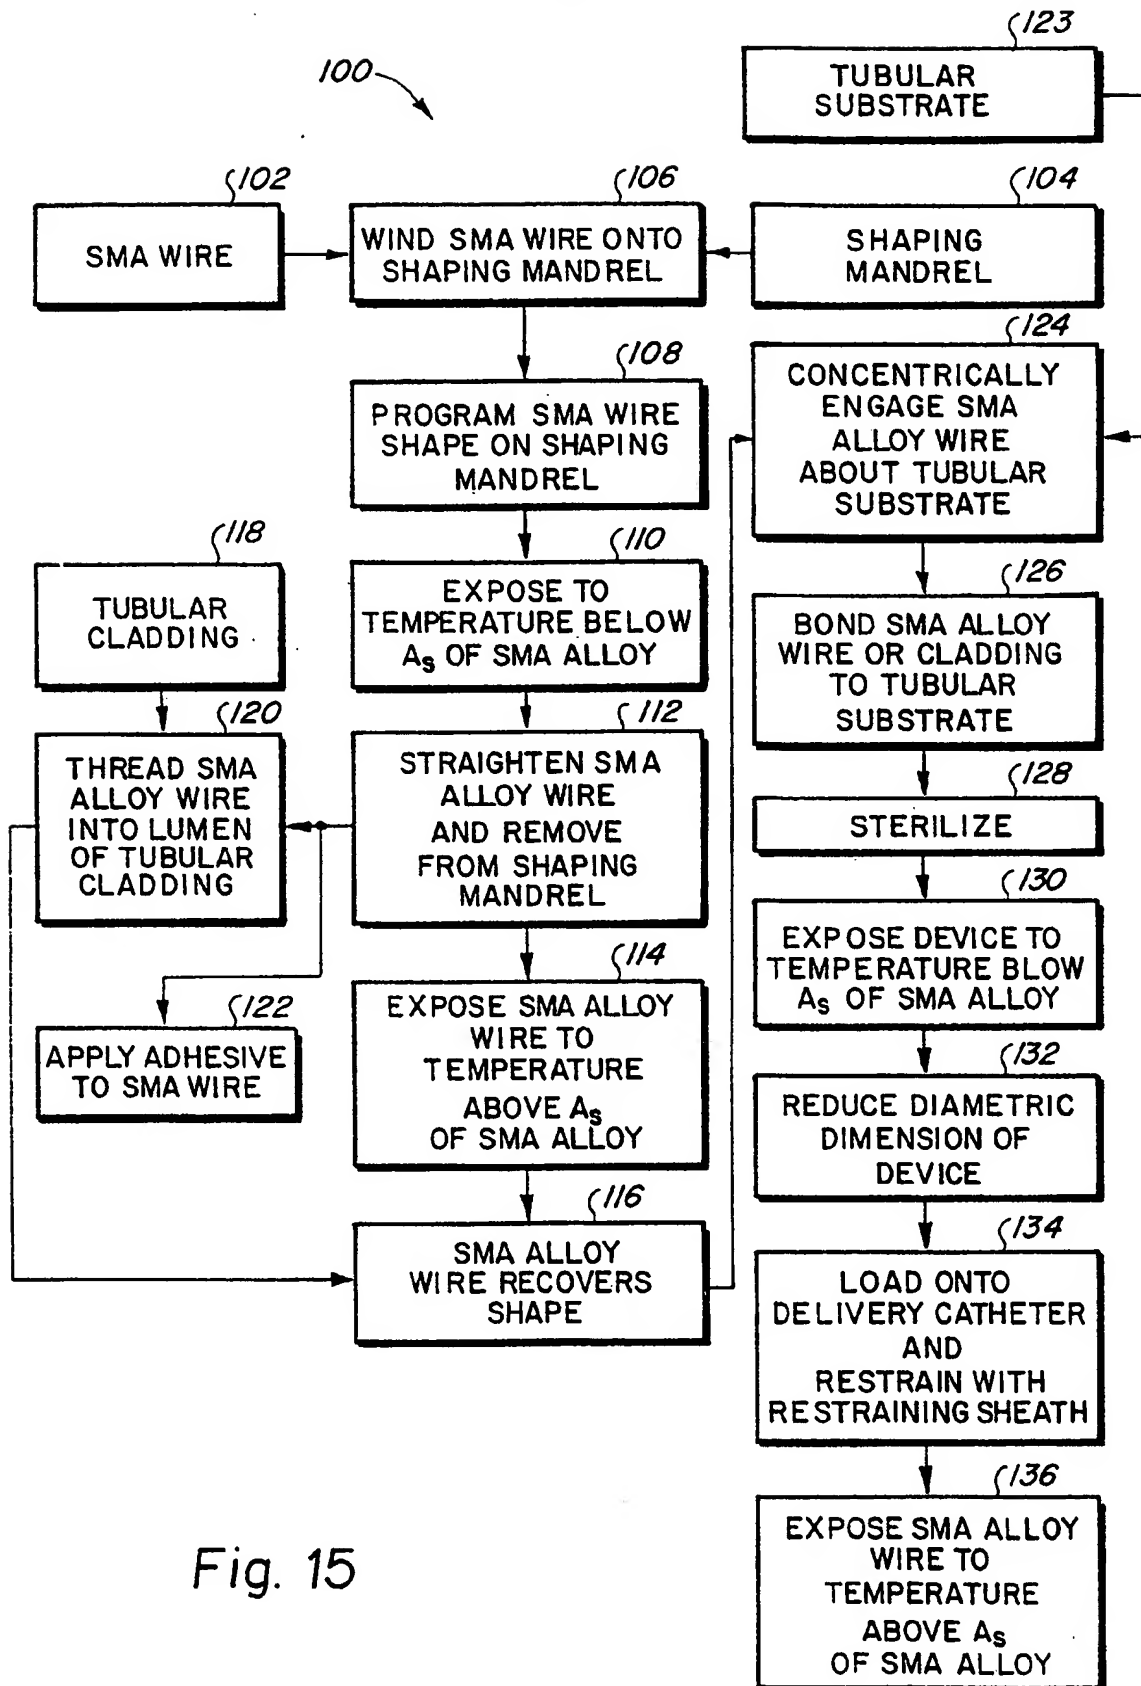 100
123
TUBULAR
SUBSTRATE
102
SMA WIRE
106
WIND SMA WIRE ONTO
SHAPING MANDREL
104
SHAPING
MANDREL
108
PROGRAM SMA WIRE
SHAPE ON SHAPING
MANDREL
110
EXPOSE TO
TEMPERATURE BELOW
As OF SMA ALLOY
112
STRAIGHTEN SMA
ALLOY WIRE
AND REMOVE
FROM SHAPING
MANDREL
118
TUBULAR
CLADDING
120
THREAD SMA
ALLOY WIRE
INTO LUMEN
OF TUBULAR
CLADDING
122
APPLY ADHESIVE
TO SMA WIRE
114
EXPOSE SMA ALLOY
WIRE TO
TEMPERATURE
ABOVE As
OF SMA ALLOY
116
SMA ALLOY
WIRE RECOVERS
SHAPE
124
CONCENTRICALLY
ENGAGE SMA
ALLOY WIRE
ABOUT TUBULAR
SUBSTRATE
126
BOND SMA ALLOY
WIRE OR CLADDING
TO TUBULAR
SUBSTRATE
128
STERILIZE
130
EXPOSE DEVICE TO
TEMPERATURE BLOW
As OF SMA ALLOY
132
REDUCE DIAMETRIC
DIMENSION OF
DEVICE
134
LOAD ONTO
DELIVERY CATHETER
AND
RESTRAIN WITH
RESTRAINING SHEATH
136
EXPOSE SMA ALLOY
WIRE TO
TEMPERATURE
ABOVE As
OF SMA ALLOY
Fig. 15